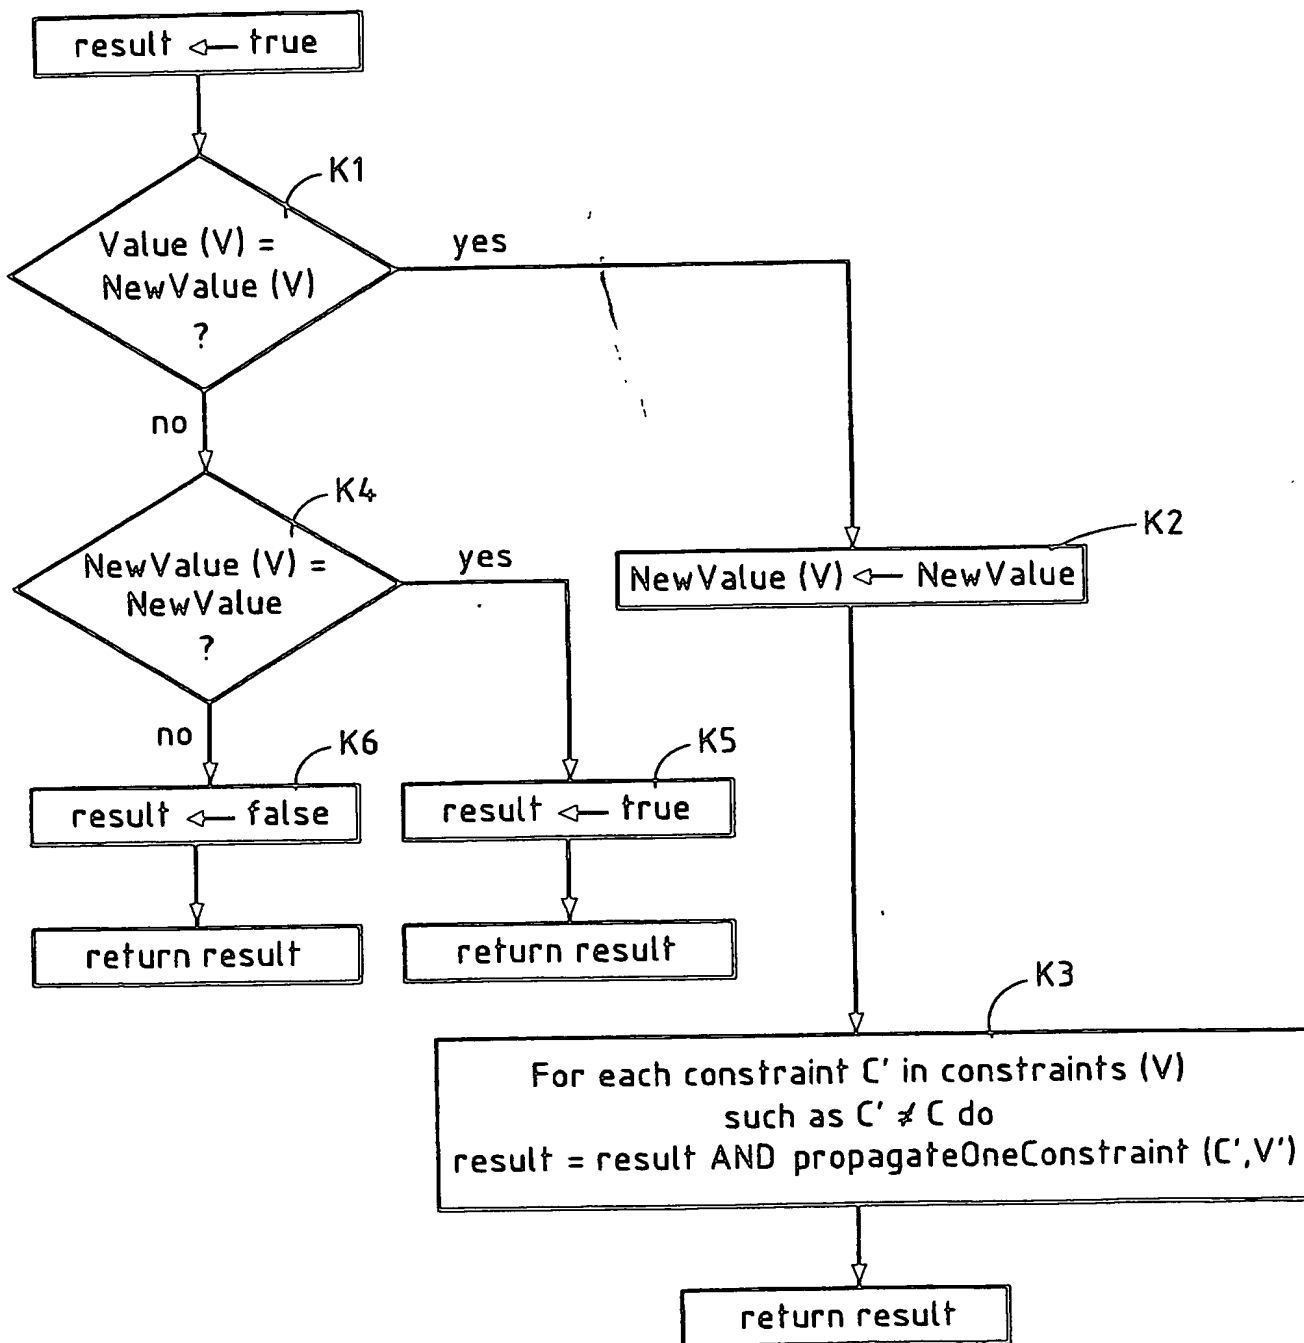 result ← true
K1
Value (V) =
NewValue (V)
?
yes
no
K4
NewValue (V) =
NewValue
?
yes
K2
NewValue (V) ← NewValue
no
K6
result ← false
K5
result ← true
return result
return result
K3
For each constraint C' in constraints (V)
such as C' ≠ C do
result = result AND propagateOneConstraint (C',V')
return result